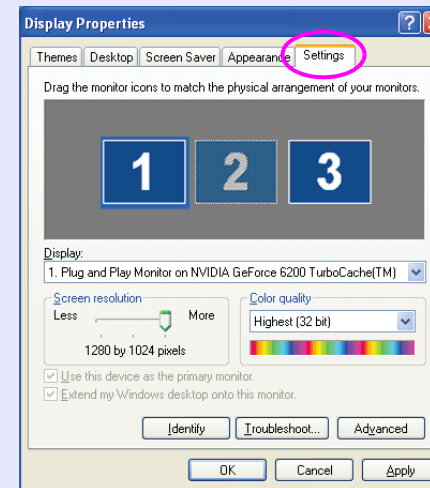 Display Properties
Themes Desktop Screen Saver Appearance Settings
Drag the monitor icons to match the physical arrangement of your monitors.
1 2 3
Display:
1. Plug and Play Monitor on NVIDIA GeForce 6200 TurboCache(TM)
Screen resolution
Less More
1280 by 1024 pixels
Color quality
Highest (32 bit)
Use this device as the primary monitor.
Extend my Windows desktop onto this monitor.
Identify Troubleshoot... Advanced
OK Cancel Apply